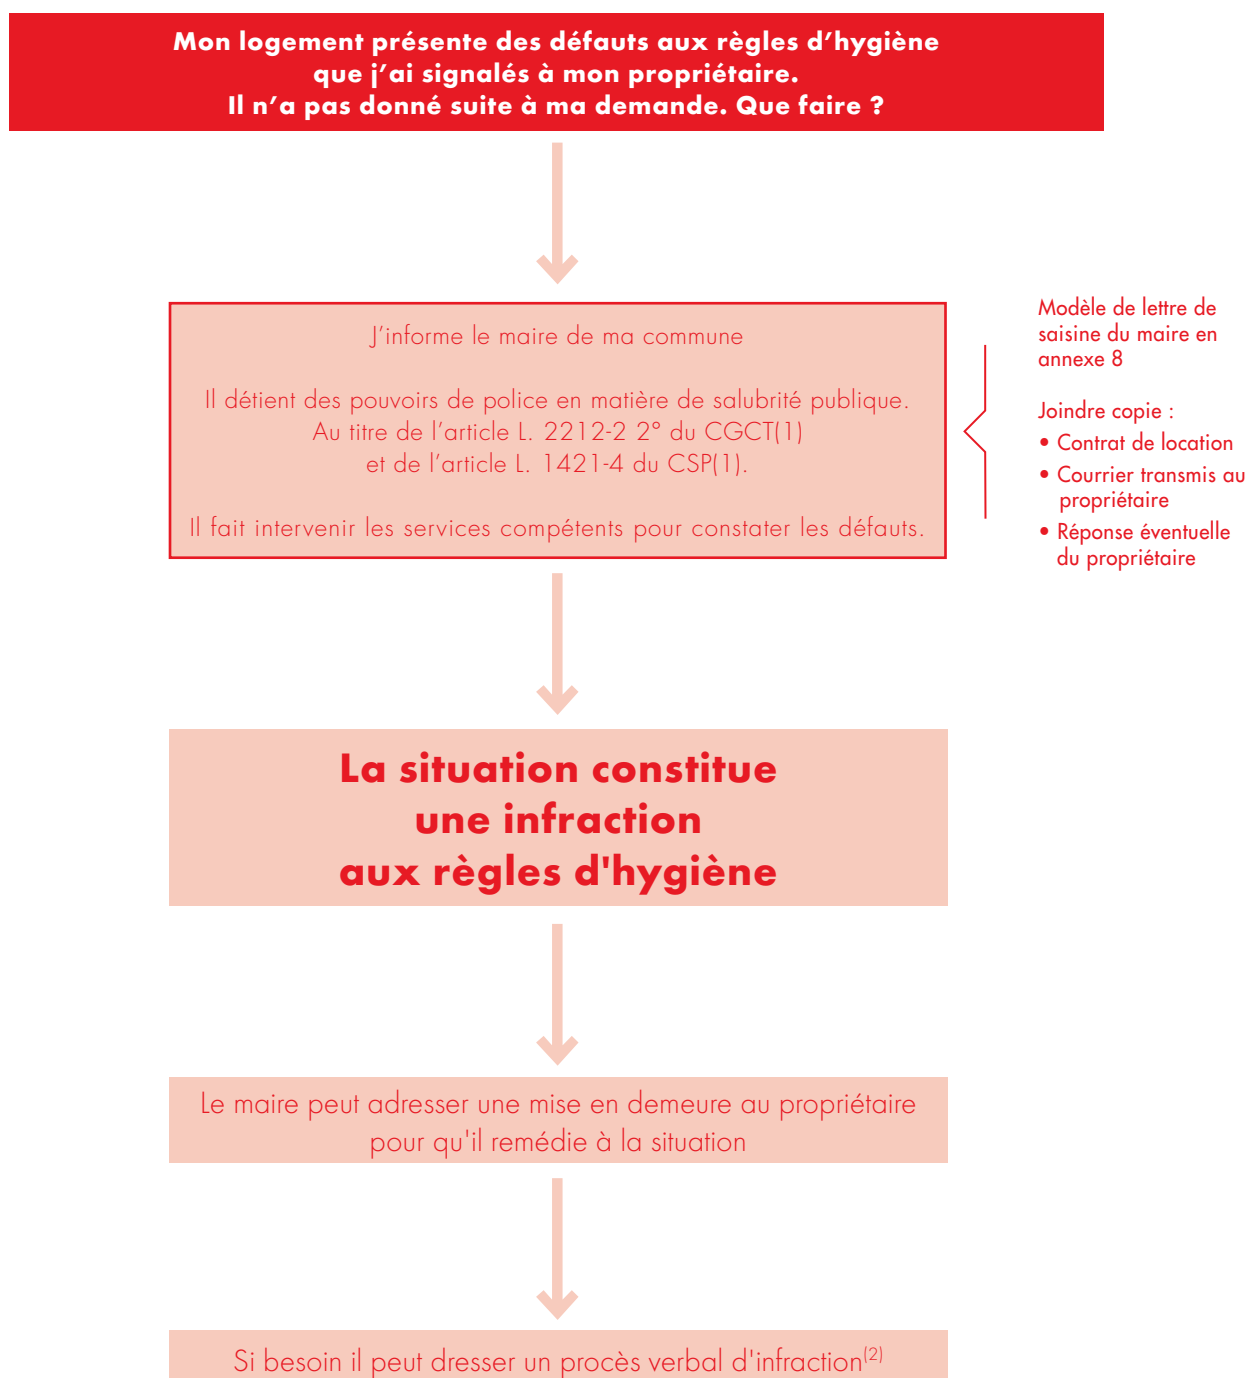 Mon logement présente des défauts aux règles d’hygiène
que j’ai signalés à mon propriétaire.
Il n’a pas donné suite à ma demande. Que faire ?
J’informe le maire de ma commune
Il détient des pouvoirs de police en matière de salubrité publique.
Au titre de l’article L. 2212-2 2° du CGCT(1)
et de l’article L. 1421-4 du CSP(1).
Il fait intervenir les services compétents pour constater les défauts.
Modèle de lettre de
saisine du maire en
annexe 8
Joindre copie :
• Contrat de location
• Courrier transmis au
propriétaire
• Réponse éventuelle
du propriétaire
La situation constitue
une infraction
aux règles d'hygiène
Le maire peut adresser une mise en demeure au propriétaire
pour qu'il remédie à la situation
Si besoin il peut dresser un procès verbal d'infraction(2)